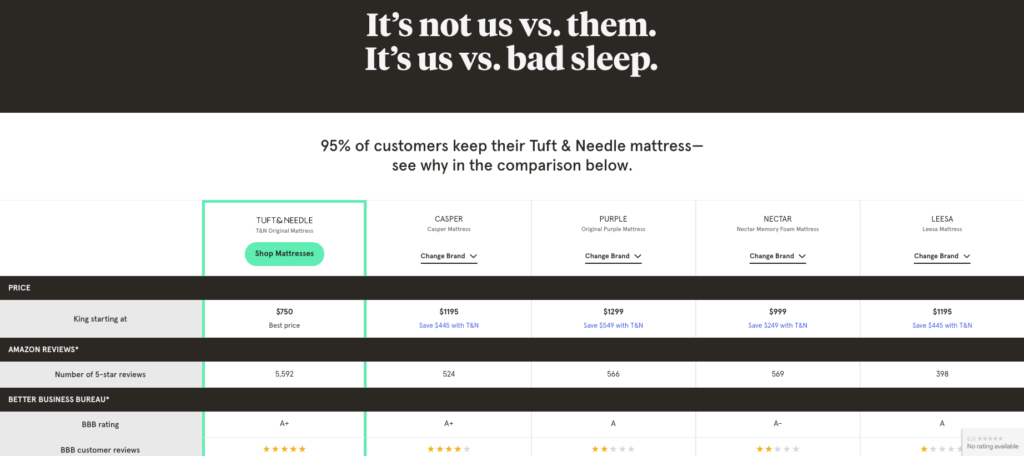 It's not us vs. them.
It's us vs. bad sleep.
95% of customers keep their Tuft & Needle mattress—
see why in the comparison below.
TUFT&NEEDLE CASPER PURPLE NECTAR LEESA
T&N Original Mattress Casper Mattress Original Purple Mattress Nectar Memory Foam Mattress Leesa Mattress
Shop Mattresses Change Brand Change Brand Change Brand Change Brand
PRICE
King starting at $750 $1195 $1299 $999 $1195
Best price Save $445 with T&N Save $549 with T&N Save $249 with T&N Save $445 with T&N
AMAZON REVIEWS*
Number of 5-star reviews 5,592 524 566 569 398
BETTER BUSINESS BUREAU*
BBB rating A+ A+ A A- A
BBB customer reviews
No rating available